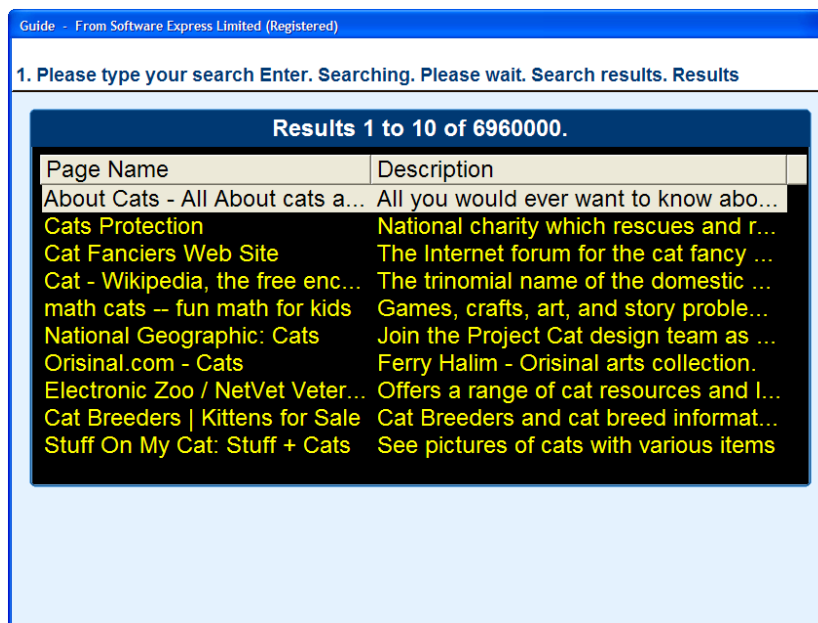 Guide - From Software Express Limited (Registered)
1. Please type your search Enter. Searching. Please wait. Search results. Results
Results 1 to 10 of 6960000.
Page Name Description
About Cats - All About cats a... All you would ever want to know abo...
Cats Protection National charity which rescues and r...
Cat Fanciers Web Site The Internet forum for the cat fancy ...
Cat - Wikipedia, the free enc... The trinomial name of the domestic ...
math cats -- fun math for kids Games, crafts, art, and story proble...
National Geographic: Cats Join the Project Cat design team as ...
Orisinal.com - Cats Ferry Halim - Orisinal arts collection.
Electronic Zoo / NetVet Veter... Offers a range of cat resources and l...
Cat Breeders | Kittens for Sale Cat Breeders and cat breed informat...
Stuff On My Cat: Stuff + Cats See pictures of cats with various items